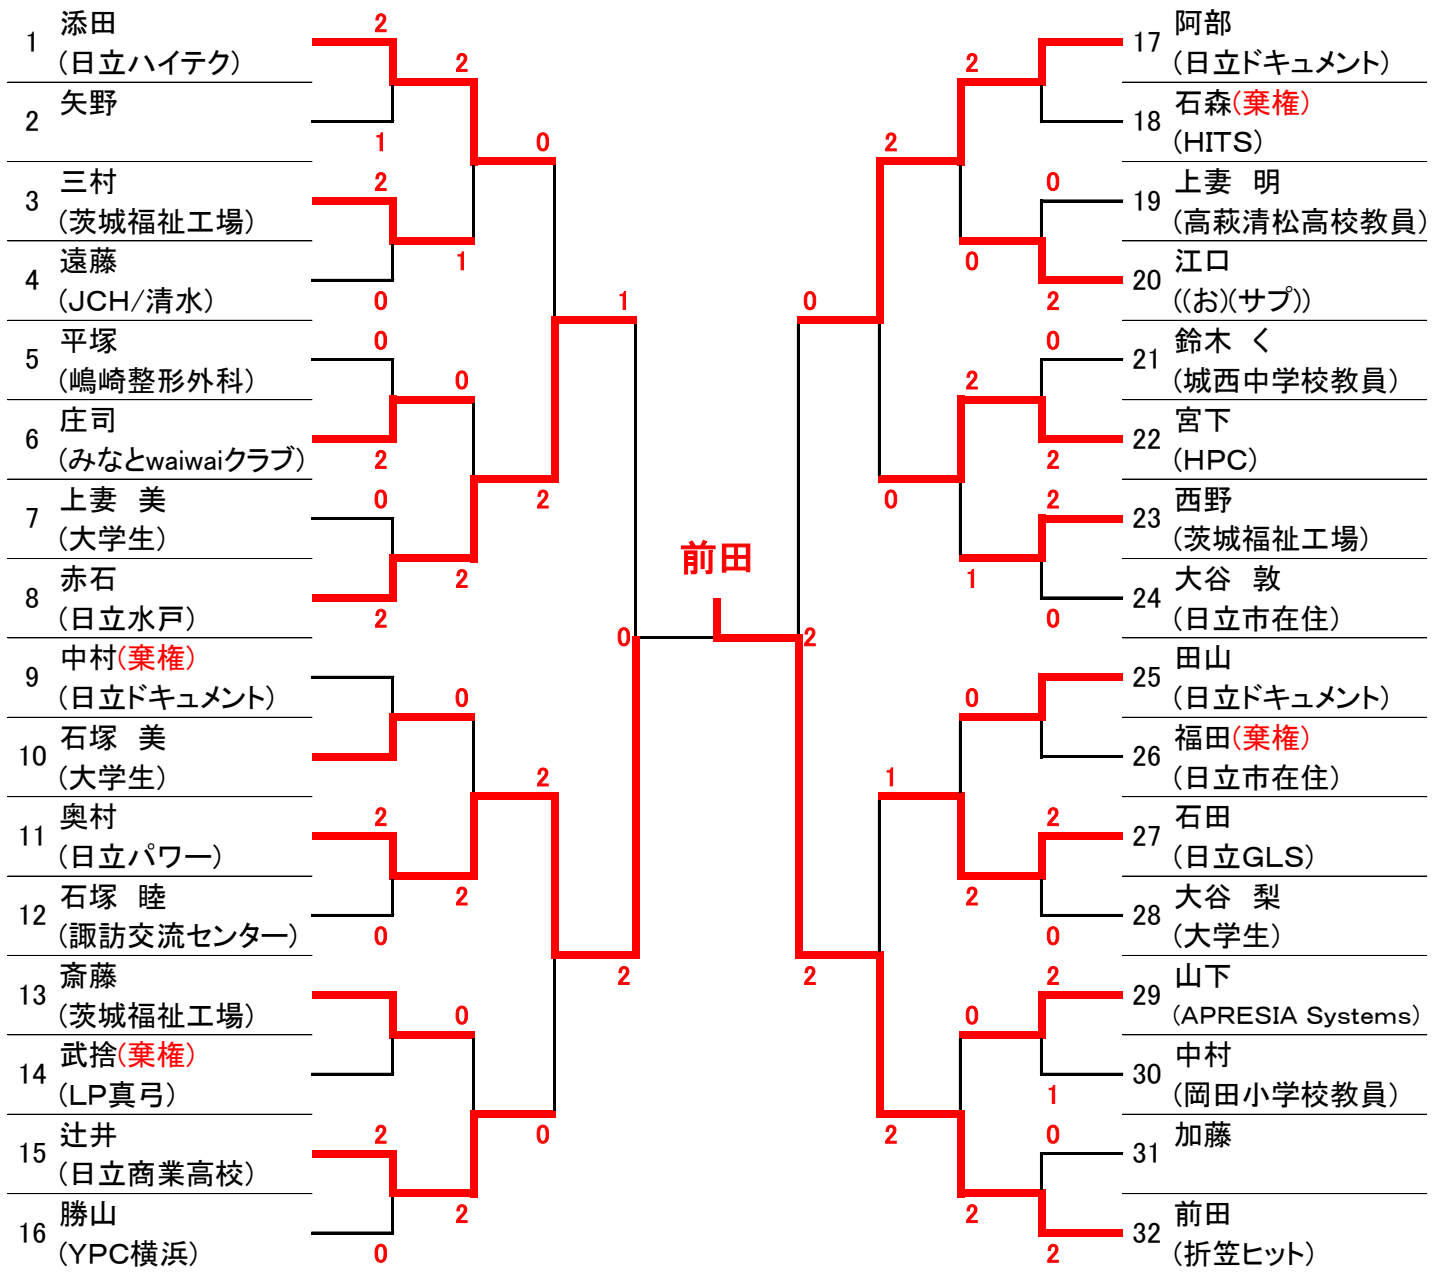 1 添田
(日立ハイテク)
2 矢野
3 三村
(茨城福祉工場)
4 遠藤
(JCH/清水)
5 平塚
(嶋崎整形外科)
6 庄司
(みなとwaiwaiクラブ)
7 上妻　美
(大学生)
8 赤石
(日立水戸)
9 中村(棄権)
(日立ドキュメント)
10 石塚　美
(大学生)
11 奥村
(日立パワー)
12 石塚　睦
(諏訪交流センター)
13 斎藤
(茨城福祉工場)
14 武捨(棄権)
(LP真弓)
15 辻井
(日立商業高校)
16 勝山
(YPC横浜)
2
1
2
0
0
2
0
2
2
0
2
0
2
1
0
2
0
2
0
2
0
2
2
0
1
2
0
前田
2
0
2
2
0
1
2
2
0
2
1
0
2
0
2
0
2
0
2
2
0
2
0
2
1
0
2
17 阿部
(日立ドキュメント)
18 石森(棄権)
(HITS)
19 上妻　明
(高萩清松高校教員)
20 江口
((お)(サプ))
21 鈴木　く
(城西中学校教員)
22 宮下
(HPC)
23 西野
(茨城福祉工場)
24 大谷　敦
(日立市在住)
25 田山
(日立ドキュメント)
26 福田(棄権)
(日立市在住)
27 石田
(日立GLS)
28 大谷　梨
(大学生)
29 山下
(APRESIA Systems)
30 中村
(岡田小学校教員)
31 加藤
32 前田
(折笠ヒット)